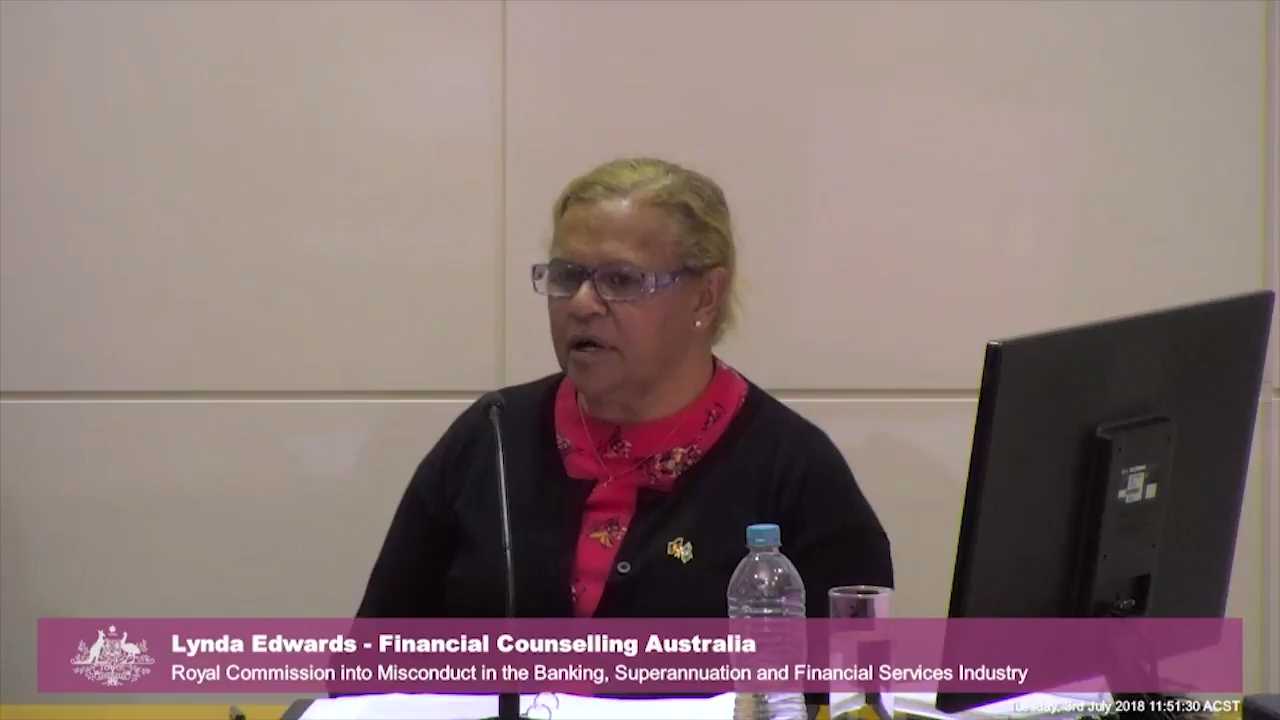 Lynda Edwards - Financial Counselling Australia
Royal Commission into Misconduct in the Banking, Superannuation and Financial Services Industry
Tuesday, 3rd July 2018 11:51:30 ACST